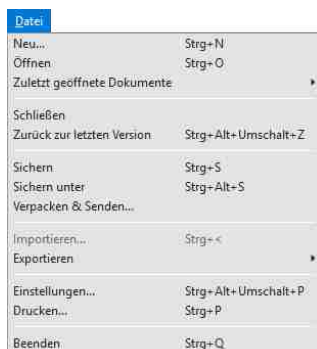 Datei
Neu... Strg+N
Öffnen Strg+O
Zuletzt geöffnete Dokumente
Schließen
Zurück zur letzten Version Strg+Alt+Umschalt+Z
Sichern Strg+S
Sichern unter Strg+Alt+S
Verpacken & Senden...
Importieren... Strg+<
Exportieren
Einstellungen... Strg+Alt+Umschalt+P
Drucken... Strg+P
Beenden Strg+Q